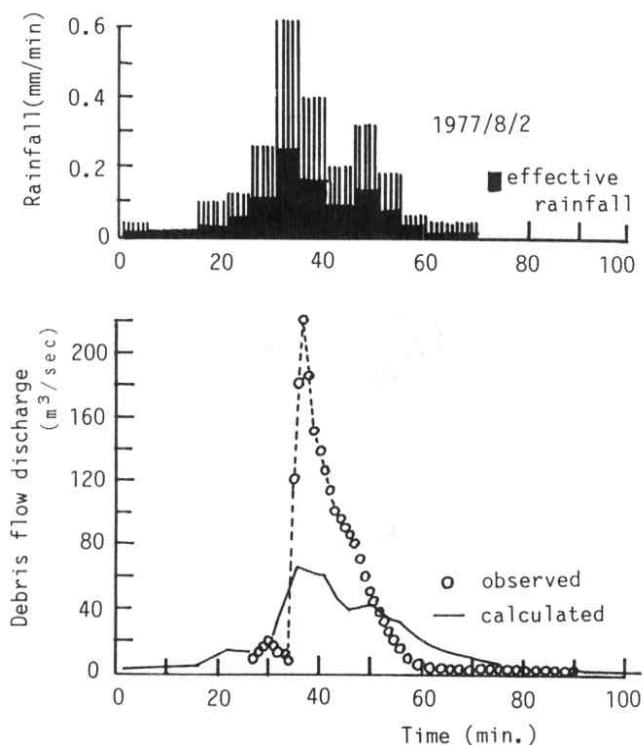 Rainfall(mm/min)
0.6
0.4
0.2
0
1977/8/2
effective
rainfall
0 20 40 60 80 100
Debris flow discharge
(m³/sec)
200
160
120
80
40
0
observed
calculated
0 20 40 60 80 100
Time (min.)